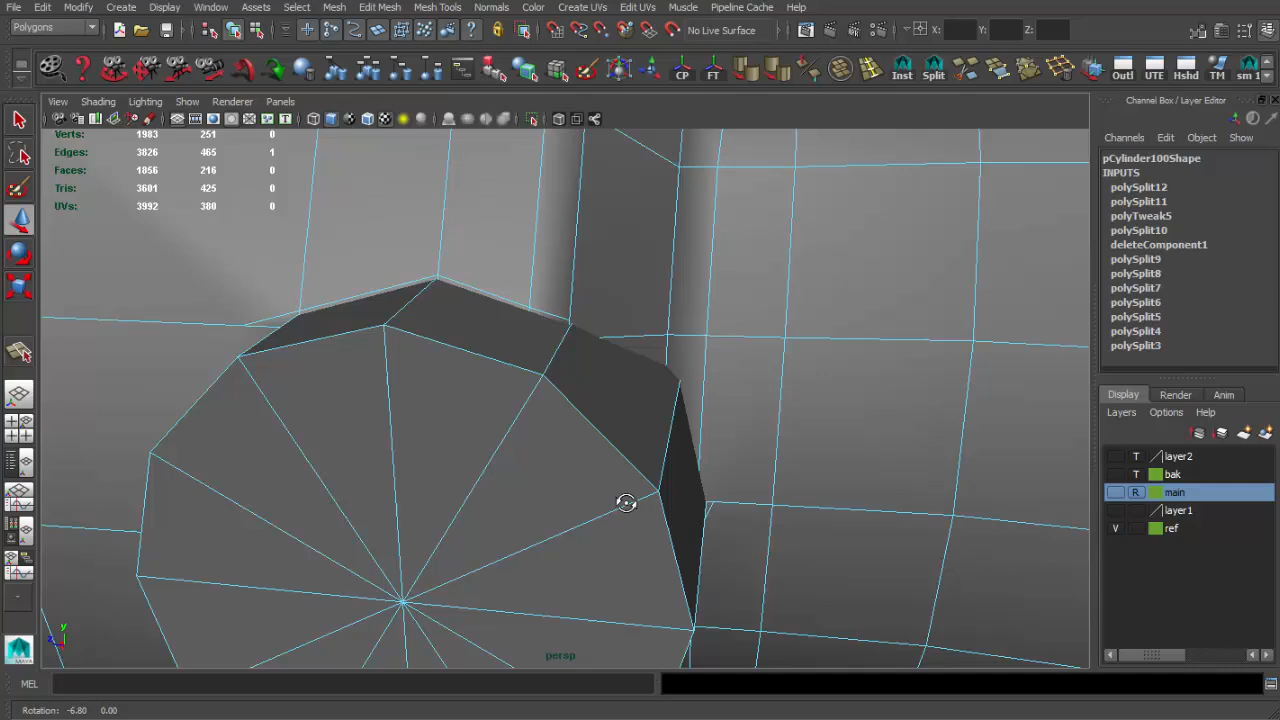 File Edit Modify Create Display Window Assets Select Mesh Edit Mesh Mesh Tools Normals Color Create UVs Edit UVs Muscle Pipeline Cache Help
Polygons No Live Surface X: Y: Z:
CP FT Inst Split Outl UTE Hshd TM sm 1
View Shading Lighting Show Renderer Panels
Channel Box / Layer Editor
Verts: 1983 251 0
Edges: 3826 465 1
Faces: 1856 216 0
Tris: 3601 425 0
UVs: 3992 380 0
Channels Edit Object Show
pCylinder100Shape
INPUTS
polySplit12
polySplit11
polyTweak5
polySplit10
deleteComponent1
polySplit9
polySplit8
polySplit7
polySplit6
polySplit5
polySplit4
polySplit3
Display Render Anim
Layers Options Help
T layer2
T bak
R main
layer1
V ref
y
z
persp
MAYA
MEL
Rotation: -6.80 0.00